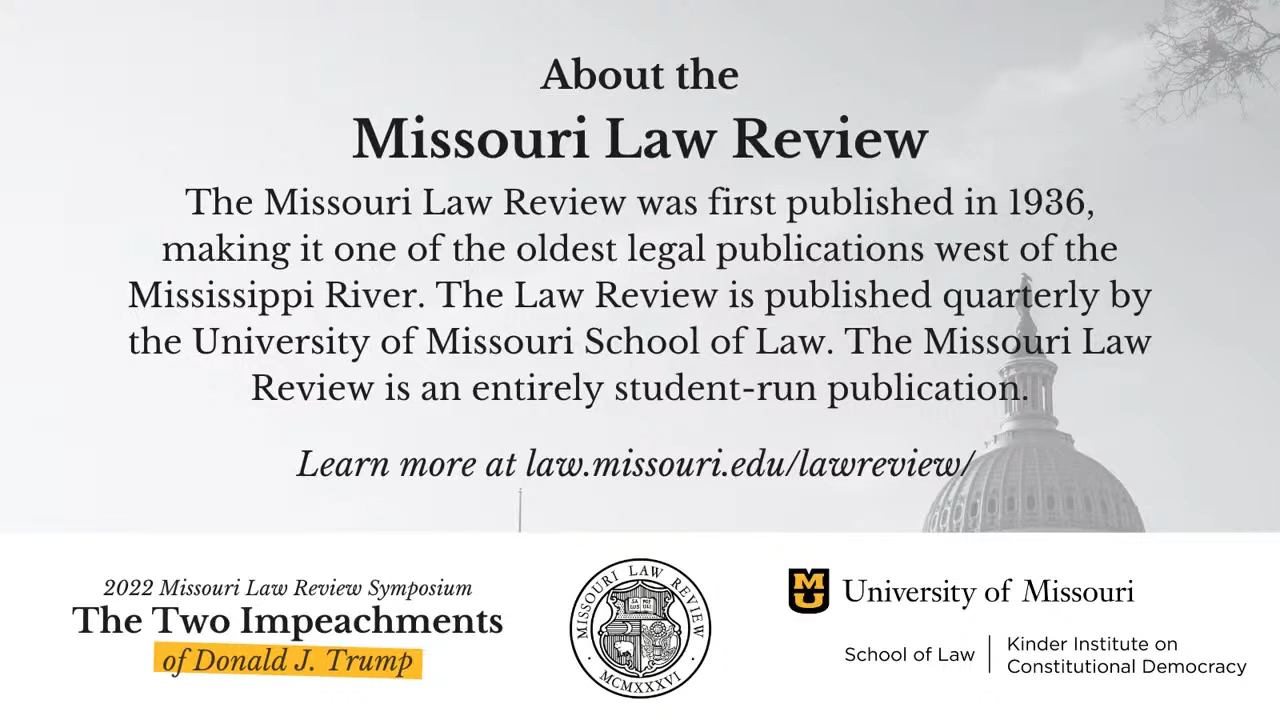 About the
Missouri Law Review
The Missouri Law Review was first published in 1936,
making it one of the oldest legal publications west of the
Mississippi River. The Law Review is published quarterly by
the University of Missouri School of Law. The Missouri Law
Review is an entirely student-run publication.
Learn more at law.missouri.edu/lawreview/
2022 Missouri Law Review Symposium
The Two Impeachments
of Donald J. Trump
MISSOURI LAW REVIEW
MCMXXXVI
University of Missouri
School of Law
Kinder Institute on
Constitutional Democracy